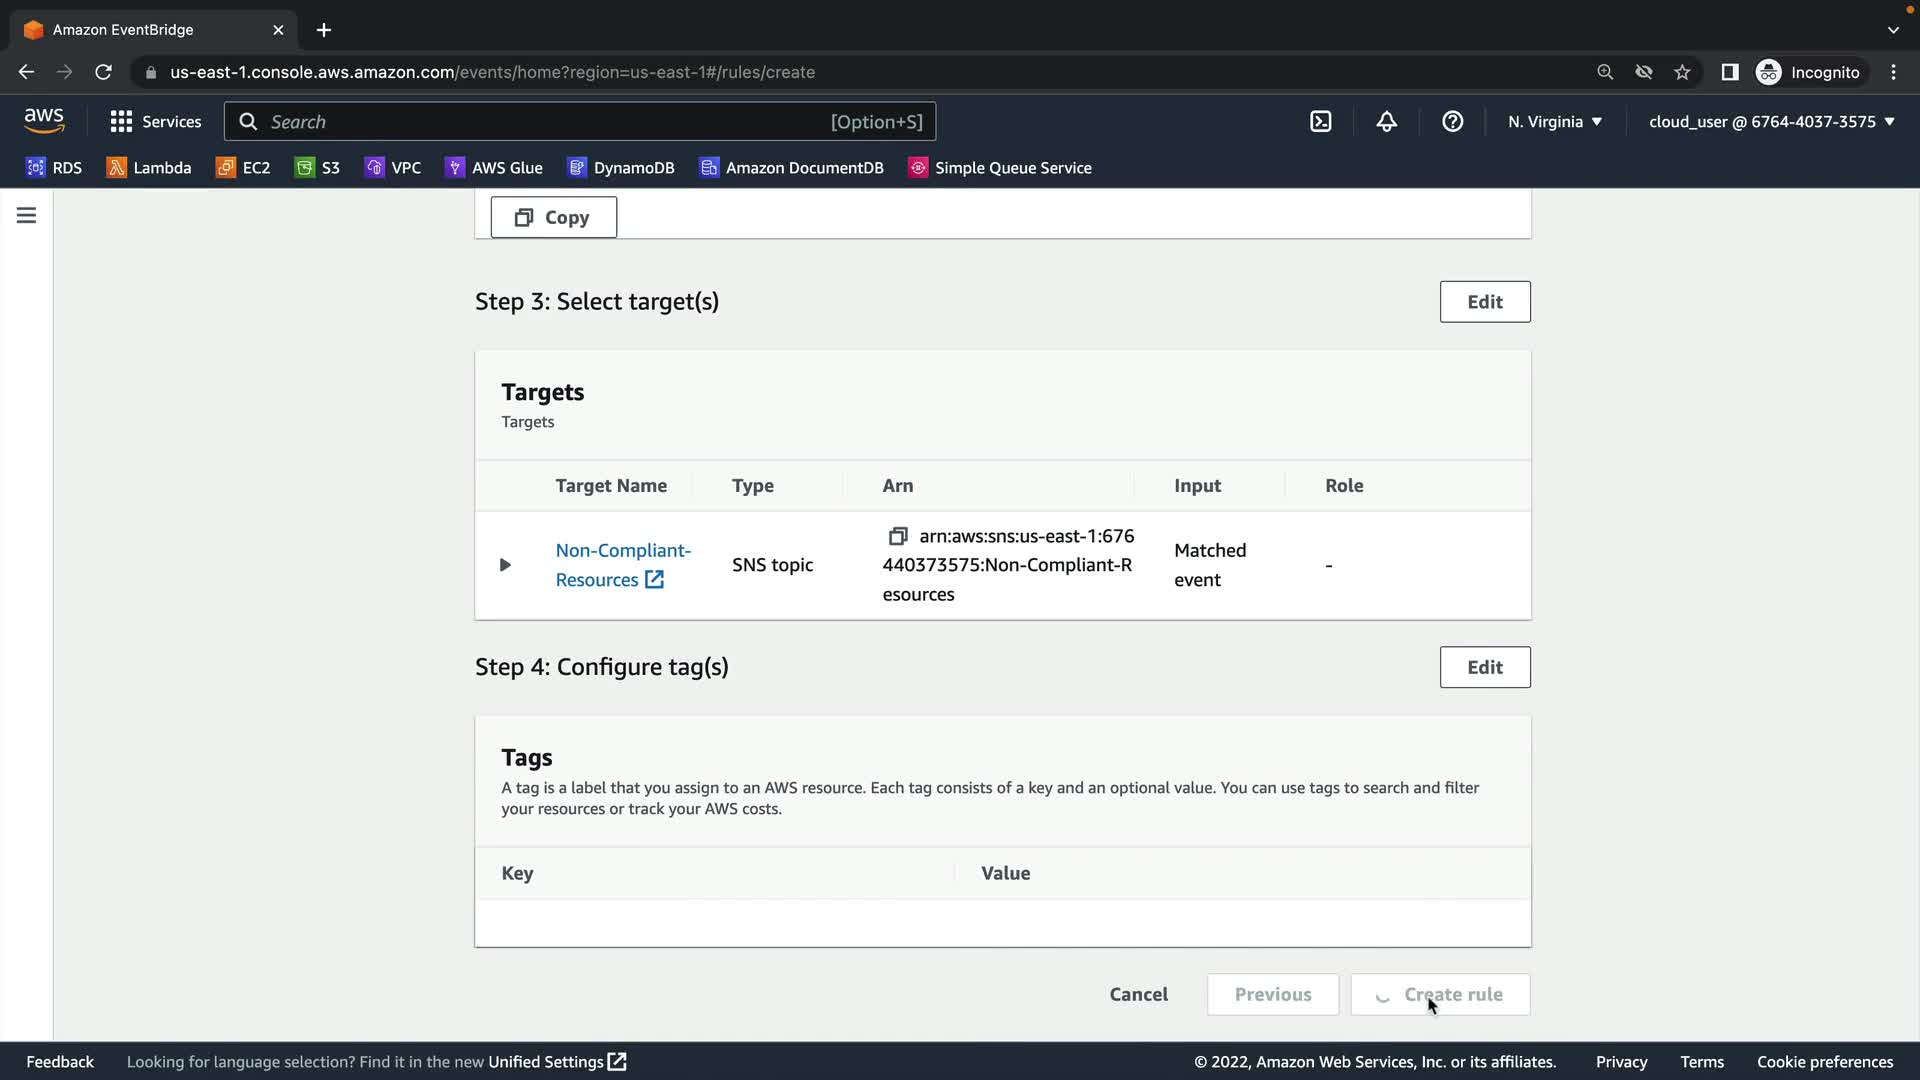 Amazon EventBridge
us-east-1.console.aws.amazon.com/events/home?region=us-east-1#/rules/create
Incognito
aws
Services
Search
[Option+S]
N. Virginia
cloud_user @ 6764-4037-3575
RDS
Lambda
EC2
S3
VPC
AWS Glue
DynamoDB
Amazon DocumentDB
Simple Queue Service
Copy
Step 3: Select target(s)
Edit
Targets
Targets
Target Name
Type
Arn
Input
Role
Non-Compliant-
Resources
SNS topic
arn:aws:sns:us-east-1:676
440373575:Non-Compliant-R
esources
Matched
event
-
Step 4: Configure tag(s)
Edit
Tags
A tag is a label that you assign to an AWS resource. Each tag consists of a key and an optional value. You can use tags to search and filter
your resources or track your AWS costs.
Key
Value
Cancel
Previous
Create rule
Feedback
Looking for language selection? Find it in the new Unified Settings
© 2022, Amazon Web Services, Inc. or its affiliates.
Privacy
Terms
Cookie preferences